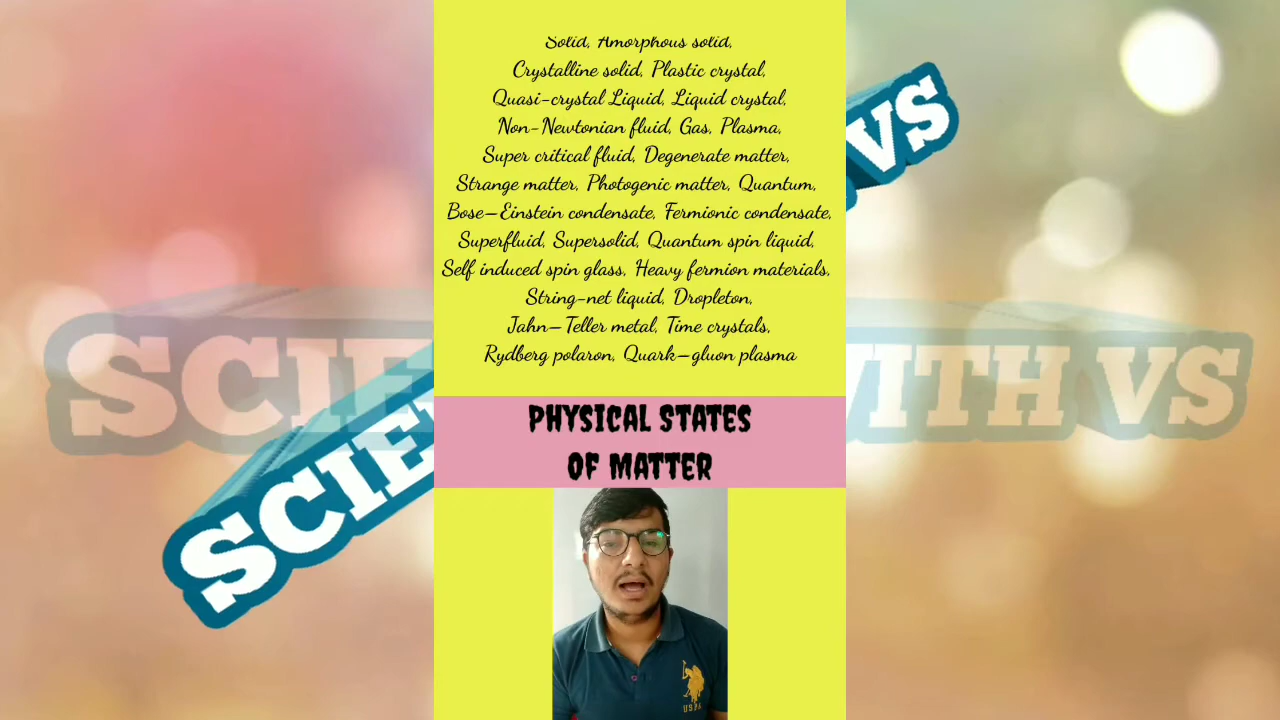 Solid, Amorphous solid,
Crystalline solid, Plastic crystal,
Quasi-crystal Liquid, Liquid crystal,
Non-Newtonian fluid, Gas, Plasma,
Super critical fluid, Degenerate matter,
Strange matter, Photogenic matter, Quantum,
Bose–Einstein condensate, Fermionic condensate,
Superfluid, Supersolid, Quantum spin liquid,
Self induced spin glass, Heavy fermion materials,
String-net liquid, Dropleton,
Jahn–Teller metal, Time crystals,
Rydberg polaron, Quark–gluon plasma
PHYSICAL STATES
OF MATTER
VS
WITH VS